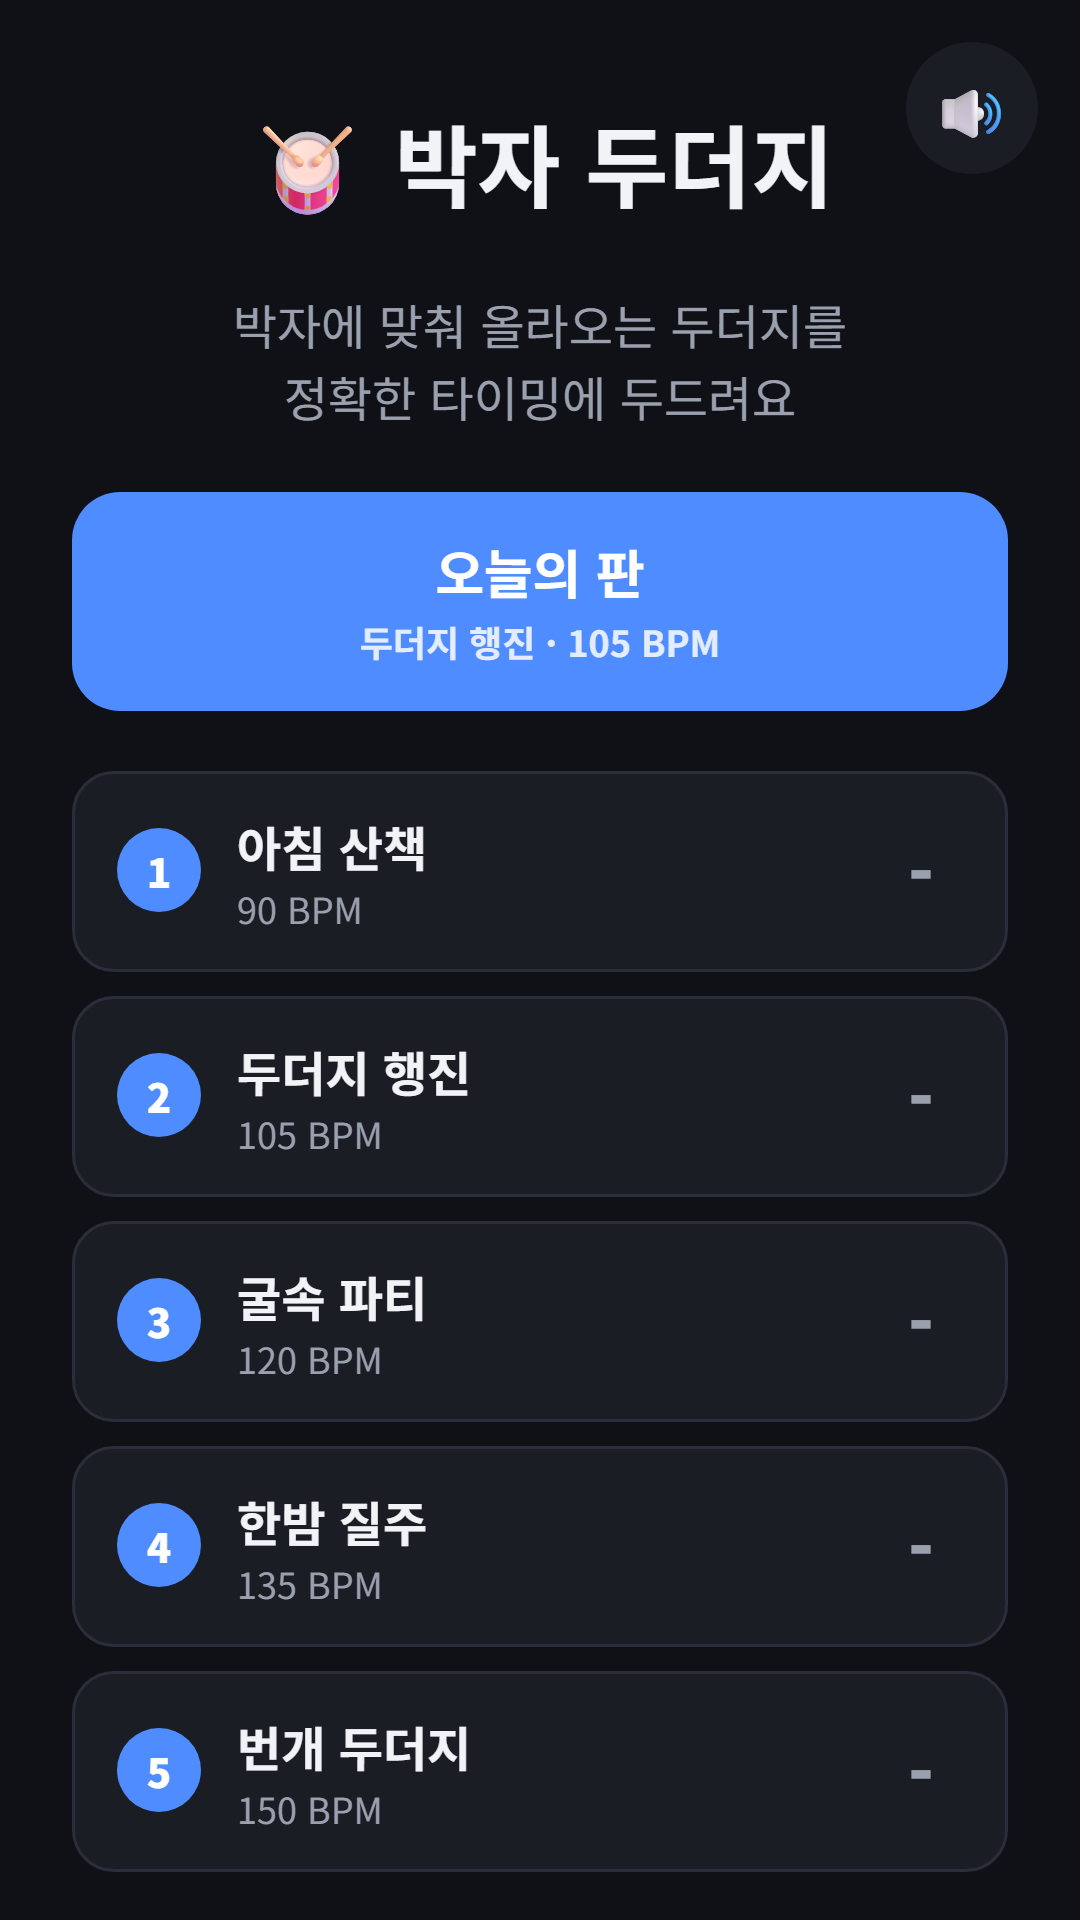 박자 두더지
박자에 맞춰 올라오는 두더지를
정확한 타이밍에 두드려요
오늘의 판
두더지 행진 · 105 BPM
1
아침 산책
90 BPM
-
2
두더지 행진
105 BPM
-
3
굴속 파티
120 BPM
-
4
한밤 질주
135 BPM
-
5
번개 두더지
150 BPM
-